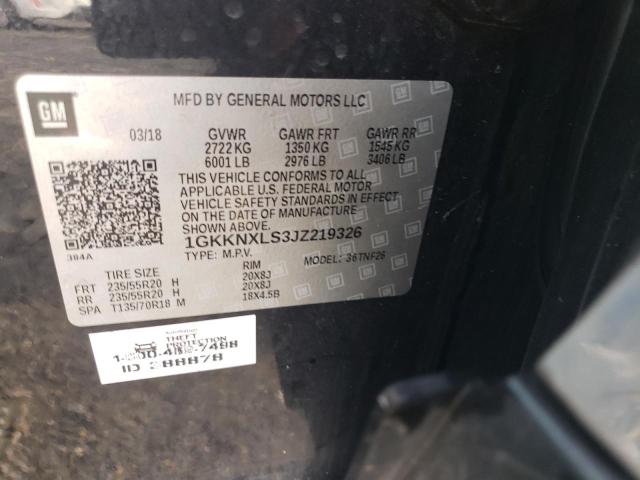 GM
MFD BY GENERAL MOTORS LLC
03/18 GVWR GAWR FRT GAWR RR
2722 KG 1350 KG 1545 KG
6001 LB 2976 LB 3406 LB
THIS VEHICLE CONFORMS TO ALL
APPLICABLE U.S. FEDERAL MOTOR
VEHICLE SAFETY STANDARDS IN EFFECT
ON THE DATE OF MANUFACTURE
SHOWN ABOVE.
384A
1GKKNXLS3JZ219326
TYPE: M.P.V. MODEL: 36TNF26
TIRE SIZE RIM
FRT 235/55R20 H 20X8J
RR 235/55R20 H 20X8J
SPA T135/70R18 M 18X4.5B
THEFT
PROTECTION
ID 288878